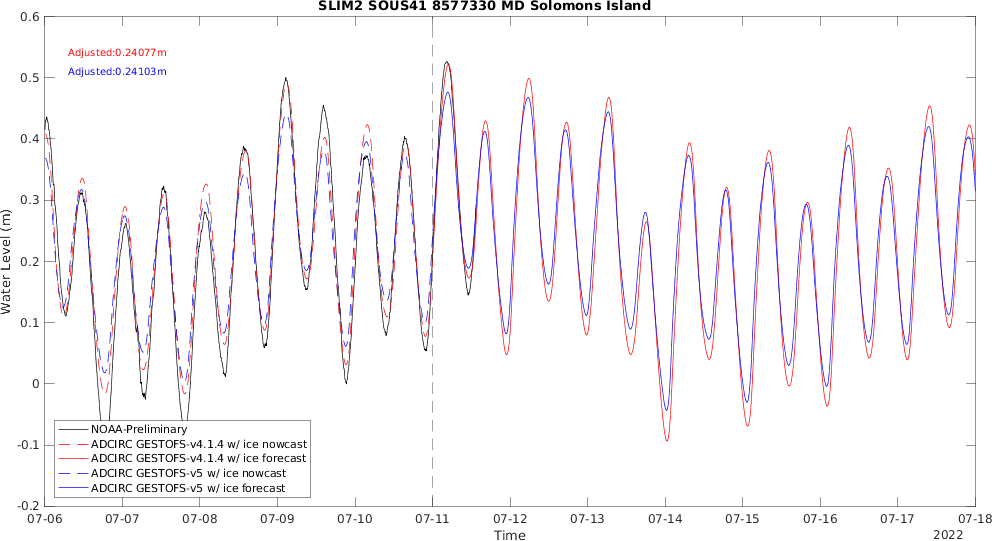 SLIM2 SOUS41 8577330 MD Solomons Island
0.6
0.5
0.4
0.3
0.2
0.1
0
-0.1
-0.2
Water Level (m)
Adjusted:0.24077m
Adjusted:0.24103m
NOAA-Preliminary
ADCIRC GESTOFS-v4.1.4 w/ ice nowcast
ADCIRC GESTOFS-v4.1.4 w/ ice forecast
ADCIRC GESTOFS-v5 w/ ice nowcast
ADCIRC GESTOFS-v5 w/ ice forecast
07-06 07-07 07-08 07-09 07-10 07-11 07-12 07-13 07-14 07-15 07-16 07-17 07-18
Time
2022